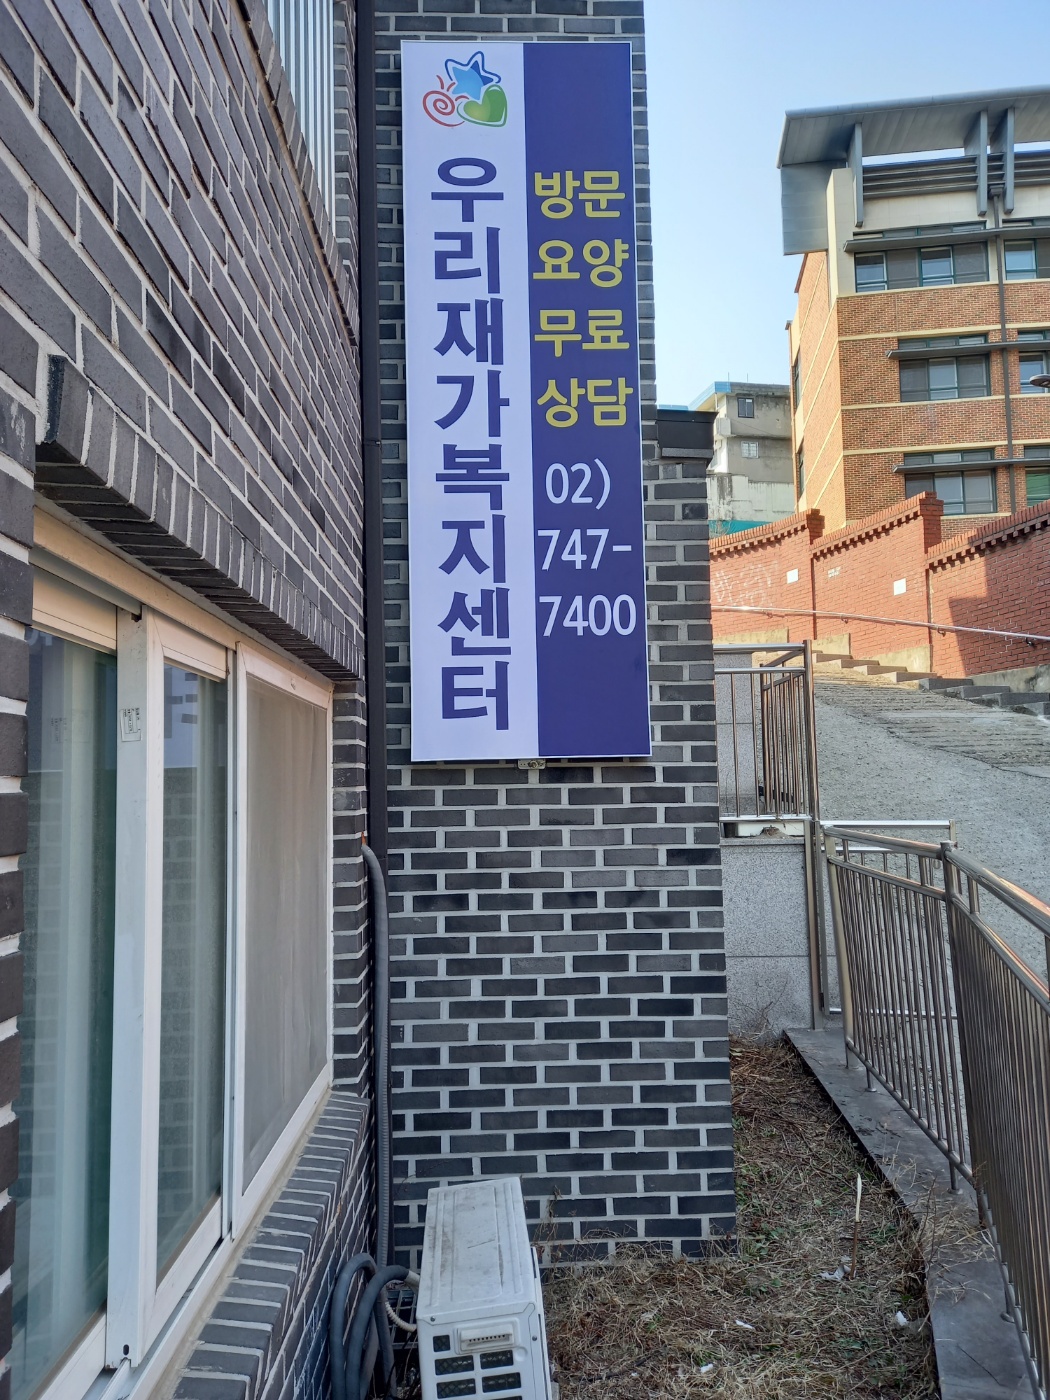 우리재가복지센터
방문
요양
무료
상담
02)
747-
7400